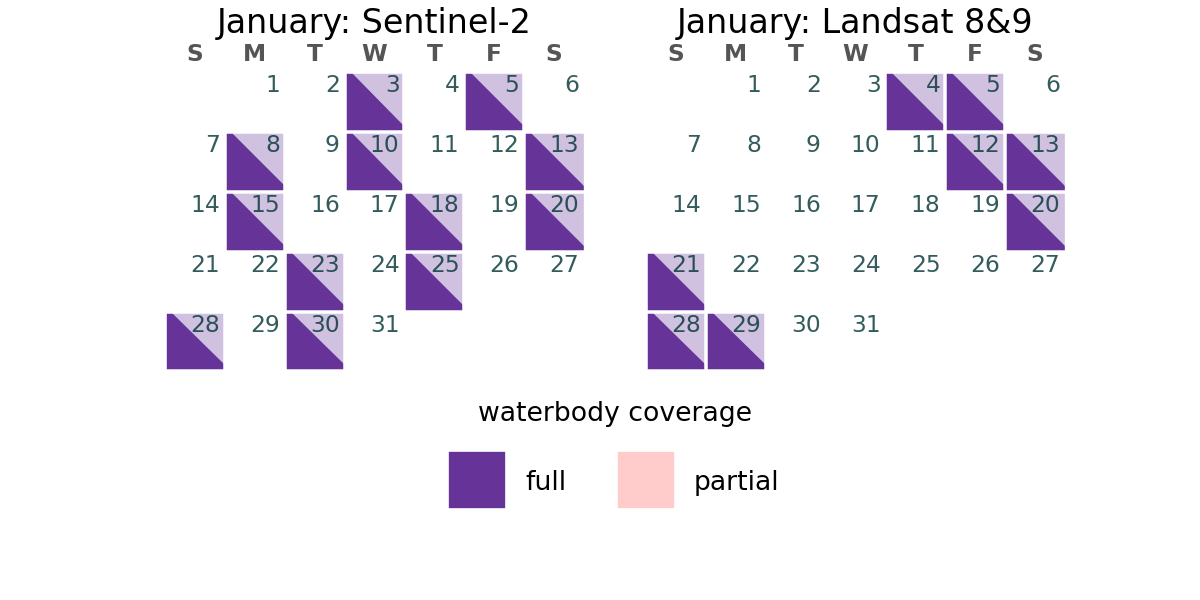 January: Sentinel-2
S M T W T F S
1 2 3 4 5 6
7 8 9 10 11 12 13
14 15 16 17 18 19 20
21 22 23 24 25 26 27
28 29 30 31
January: Landsat 8&9
S M T W T F S
1 2 3 4 5 6
7 8 9 10 11 12 13
14 15 16 17 18 19 20
21 22 23 24 25 26 27
28 29 30 31
waterbody coverage
full partial